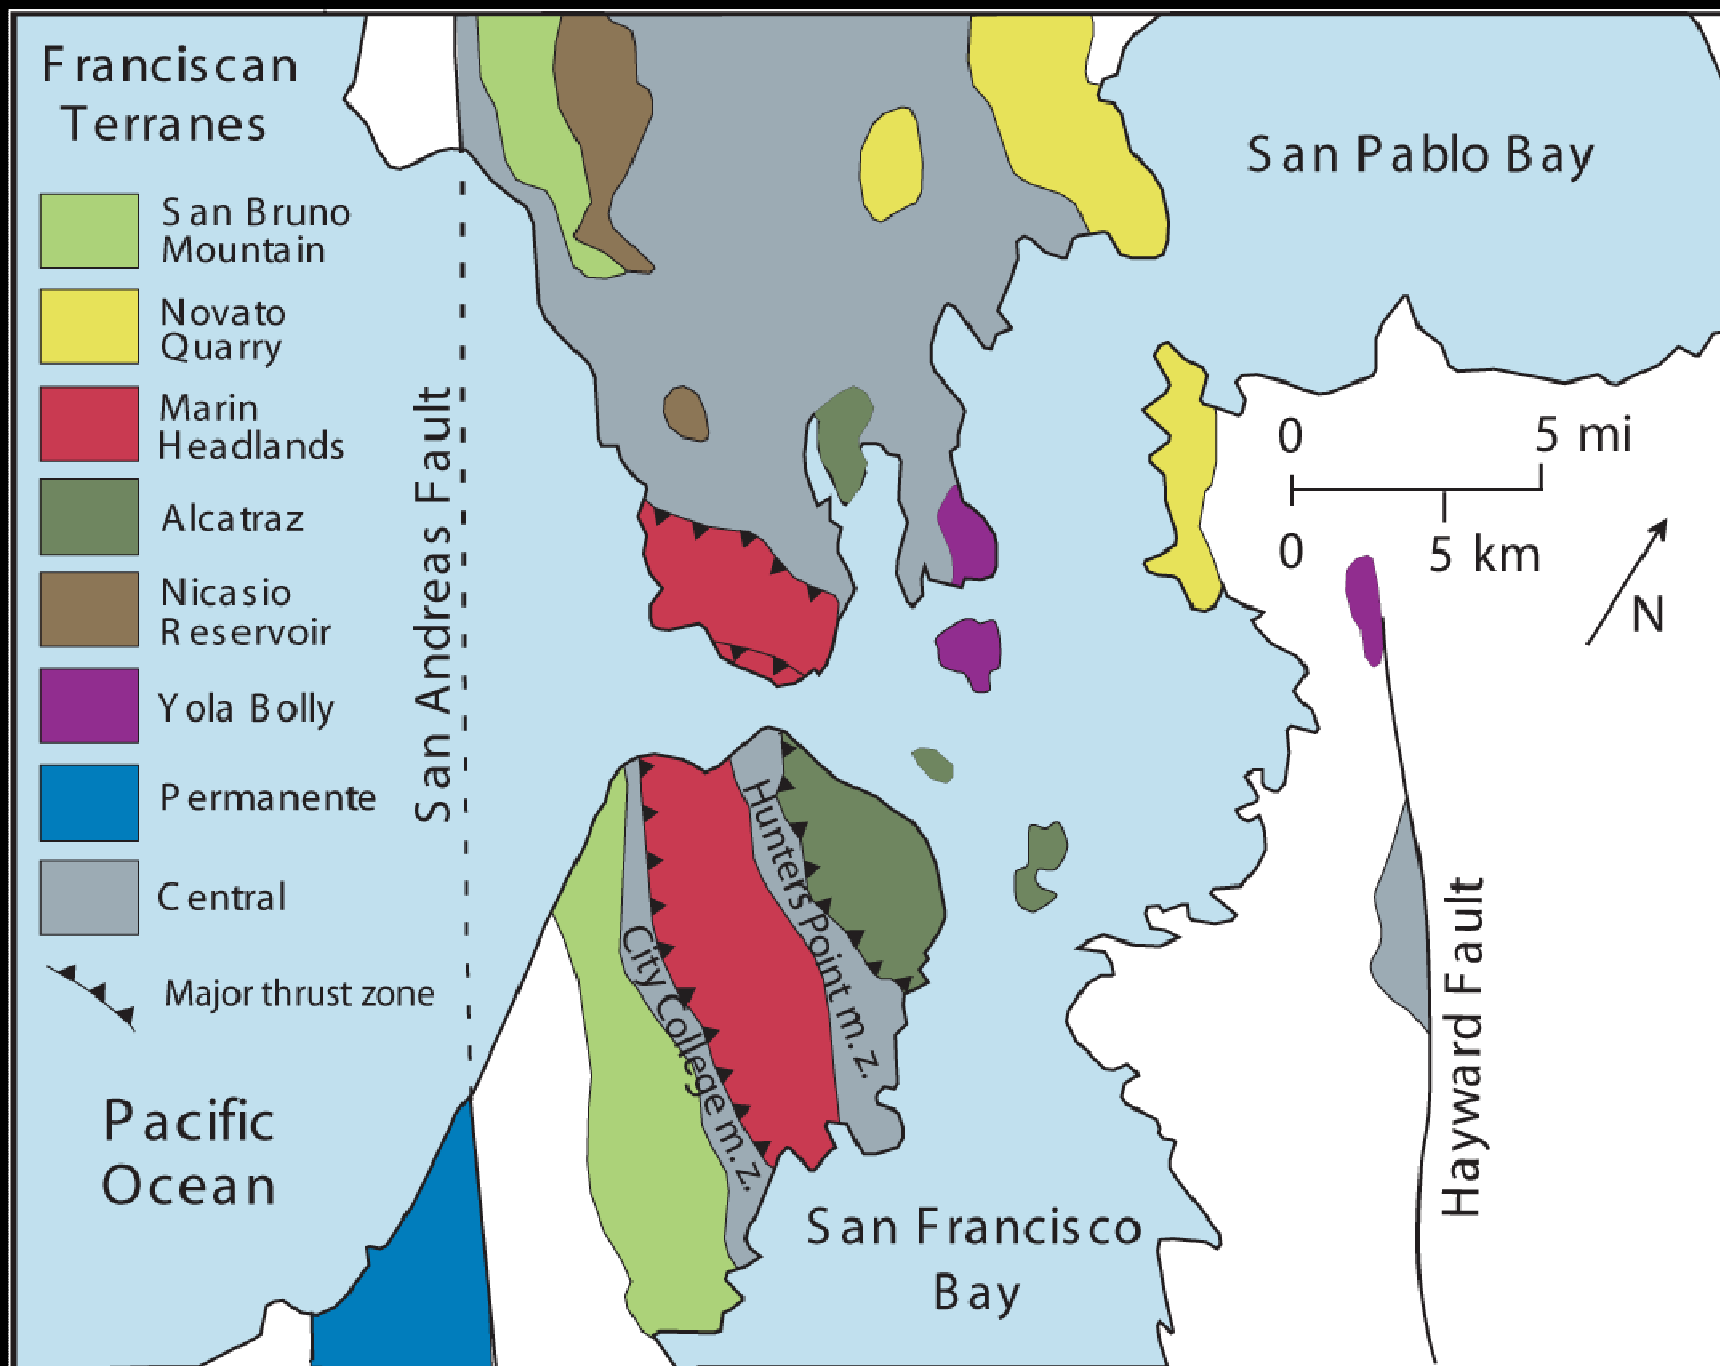 Franciscan
Terranes
San Bruno
Mountain
Novato
Quarry
Marin
Headlands
Alcatraz
Nicasio
Reservoir
Yola Bolly
Permanente
Central
Major thrust zone
Pacific
Ocean
San Andreas Fault
San Pablo Bay
0 5 mi
0 5 km
N
Hunters Point m. z.
City College m. z.
Hayward Fault
San Francisco
Bay